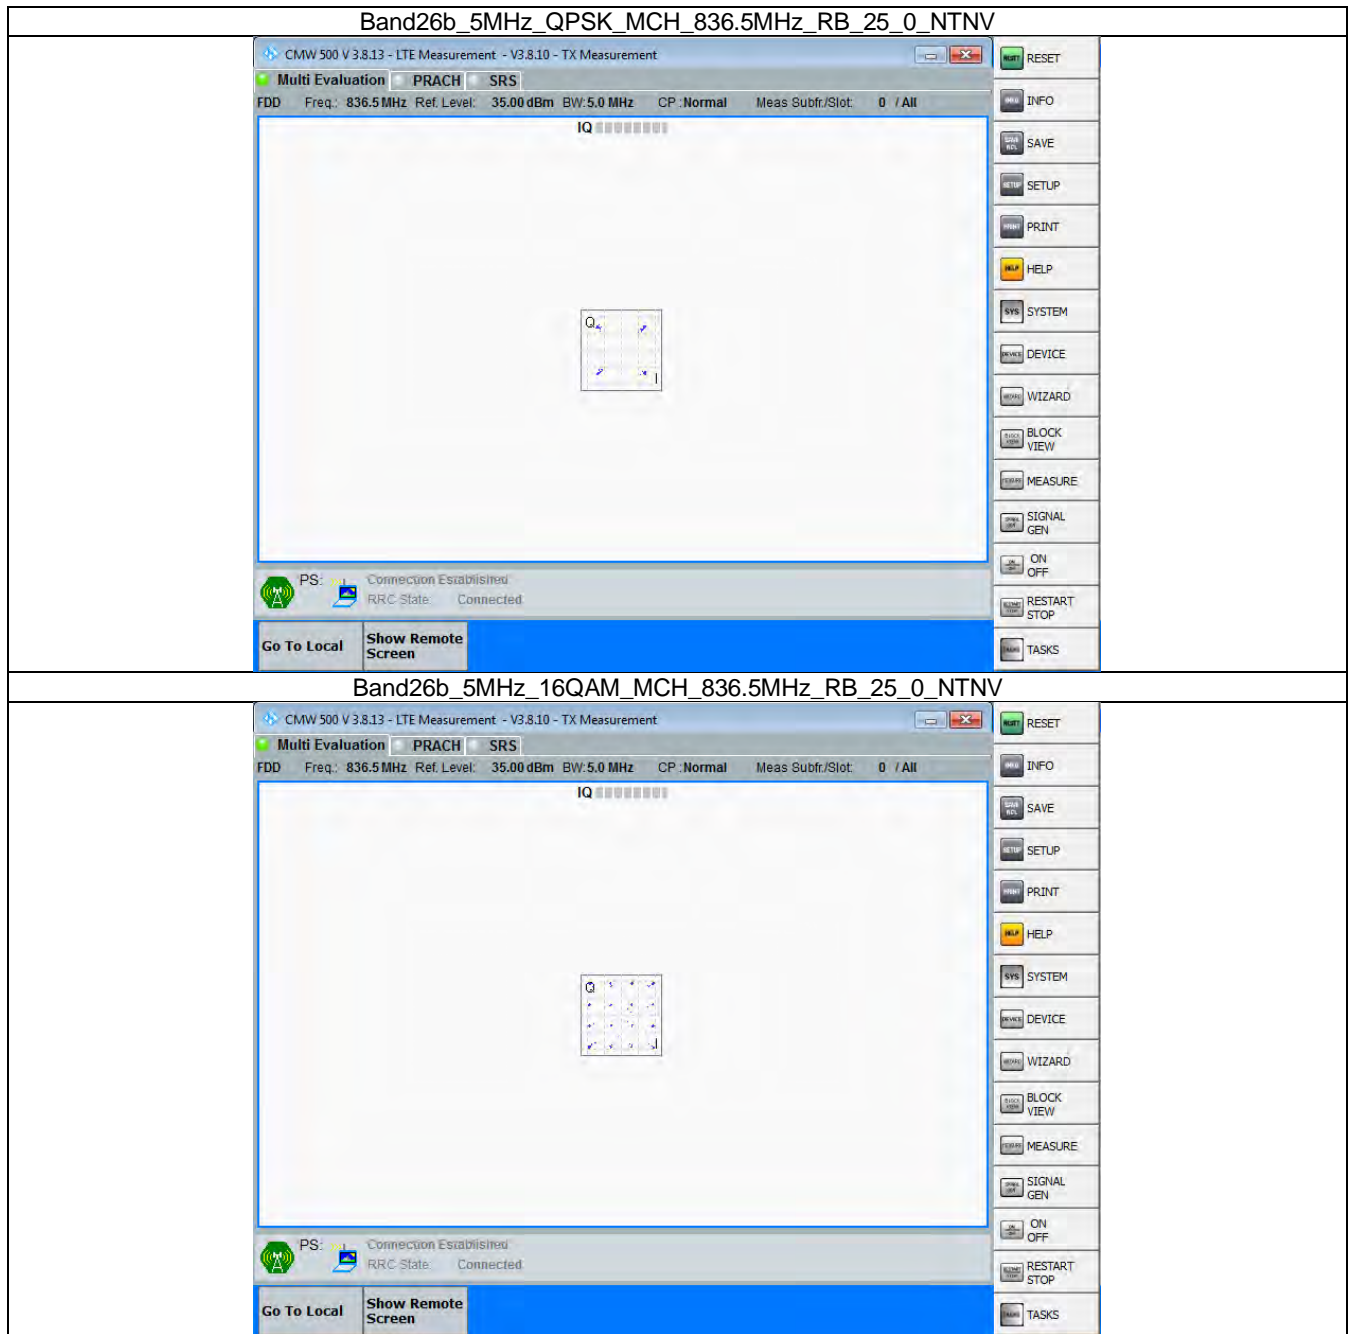 Band26b_5MHz_QPSK_MCH_836.5MHz_RB_25_0_NTNV
CMW 500 V 3.8.13 - LTE Measurement - V3.8.10 - TX Measurement
Multi Evaluation PRACH SRS
FDD Freq.: 836.5 MHz Ref. Level: 35.00 dBm BW: 5.0 MHz CP : Normal Meas Subfr./Slot: 0 / All
IQ
Q
I
PS: Connection Established
RRC State: Connected
Go To Local Show Remote Screen
RESET
INFO
SAVE
SETUP
PRINT
HELP HELP
SYS SYSTEM
DEVICE DEVICE
WIZARD
BLOCK VIEW
MEASURE
SIGNAL GEN
ON OFF
RESTART STOP
TASKS
Band26b_5MHz_16QAM_MCH_836.5MHz_RB_25_0_NTNV
CMW 500 V 3.8.13 - LTE Measurement - V3.8.10 - TX Measurement
Multi Evaluation PRACH SRS
FDD Freq.: 836.5 MHz Ref. Level: 35.00 dBm BW: 5.0 MHz CP : Normal Meas Subfr./Slot: 0 / All
IQ
Q
I
PS: Connection Established
RRC State: Connected
Go To Local Show Remote Screen
RESET
INFO
SAVE
SETUP
PRINT
HELP HELP
SYS SYSTEM
DEVICE DEVICE
WIZARD
BLOCK VIEW
MEASURE
SIGNAL GEN
ON OFF
RESTART STOP
TASKS